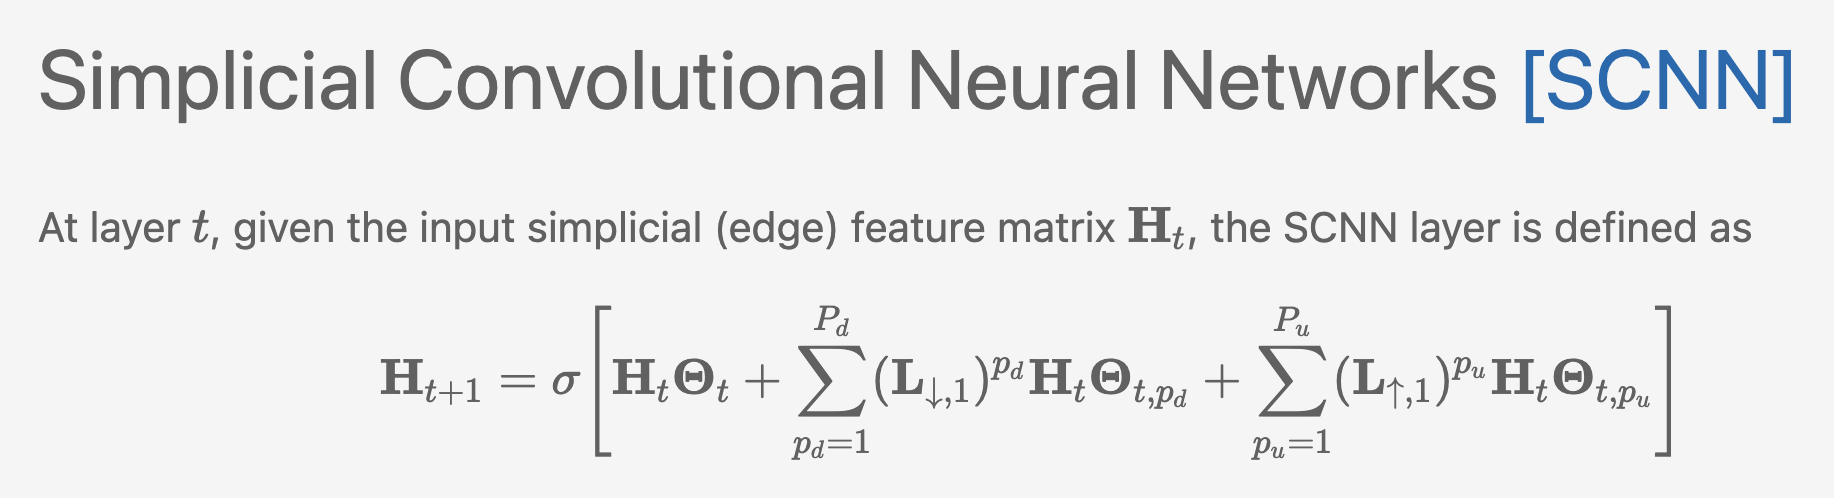 Simplicial Convolutional Neural Networks [SCNN]
At layer $t$, given the input simplicial (edge) feature matrix $\mathbf{H}_t$, the SCNN layer is defined as
$\mathbf{H}_{t+1} = \sigma \left[ \mathbf{H}_t \mathbf{\Theta}_t + \sum_{p_d=1}^{P_d} (\mathbf{L}_{\downarrow,1})^{p_d} \mathbf{H}_t \mathbf{\Theta}_{t,p_d} + \sum_{p_u=1}^{P_u} (\mathbf{L}_{\uparrow,1})^{p_u} \mathbf{H}_t \mathbf{\Theta}_{t,p_u} \right]$